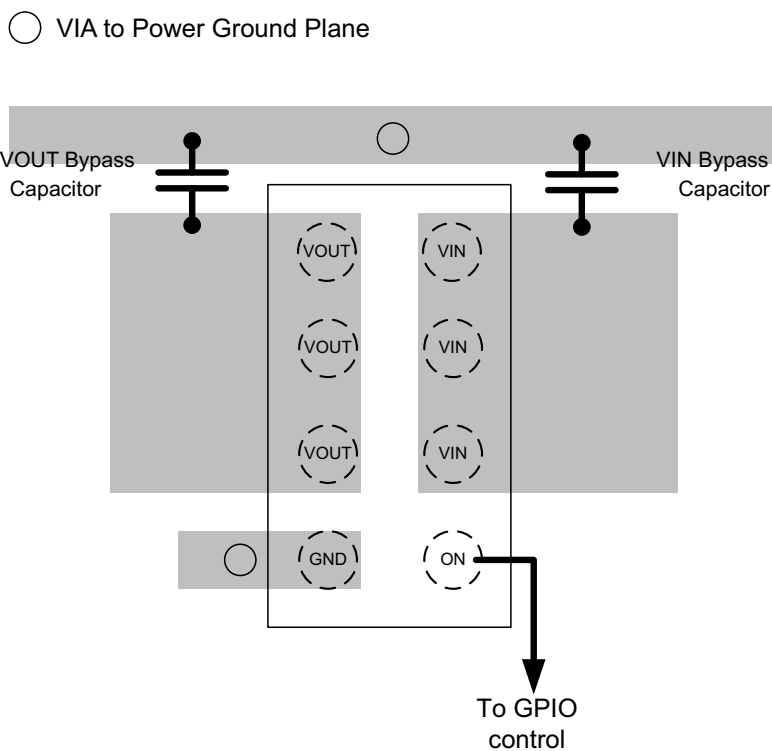 VIA to Power Ground Plane
VOUT Bypass
Capacitor
VIN Bypass
Capacitor
VOUT
VIN
VOUT
VIN
VOUT
VIN
GND
ON
To GPIO
control